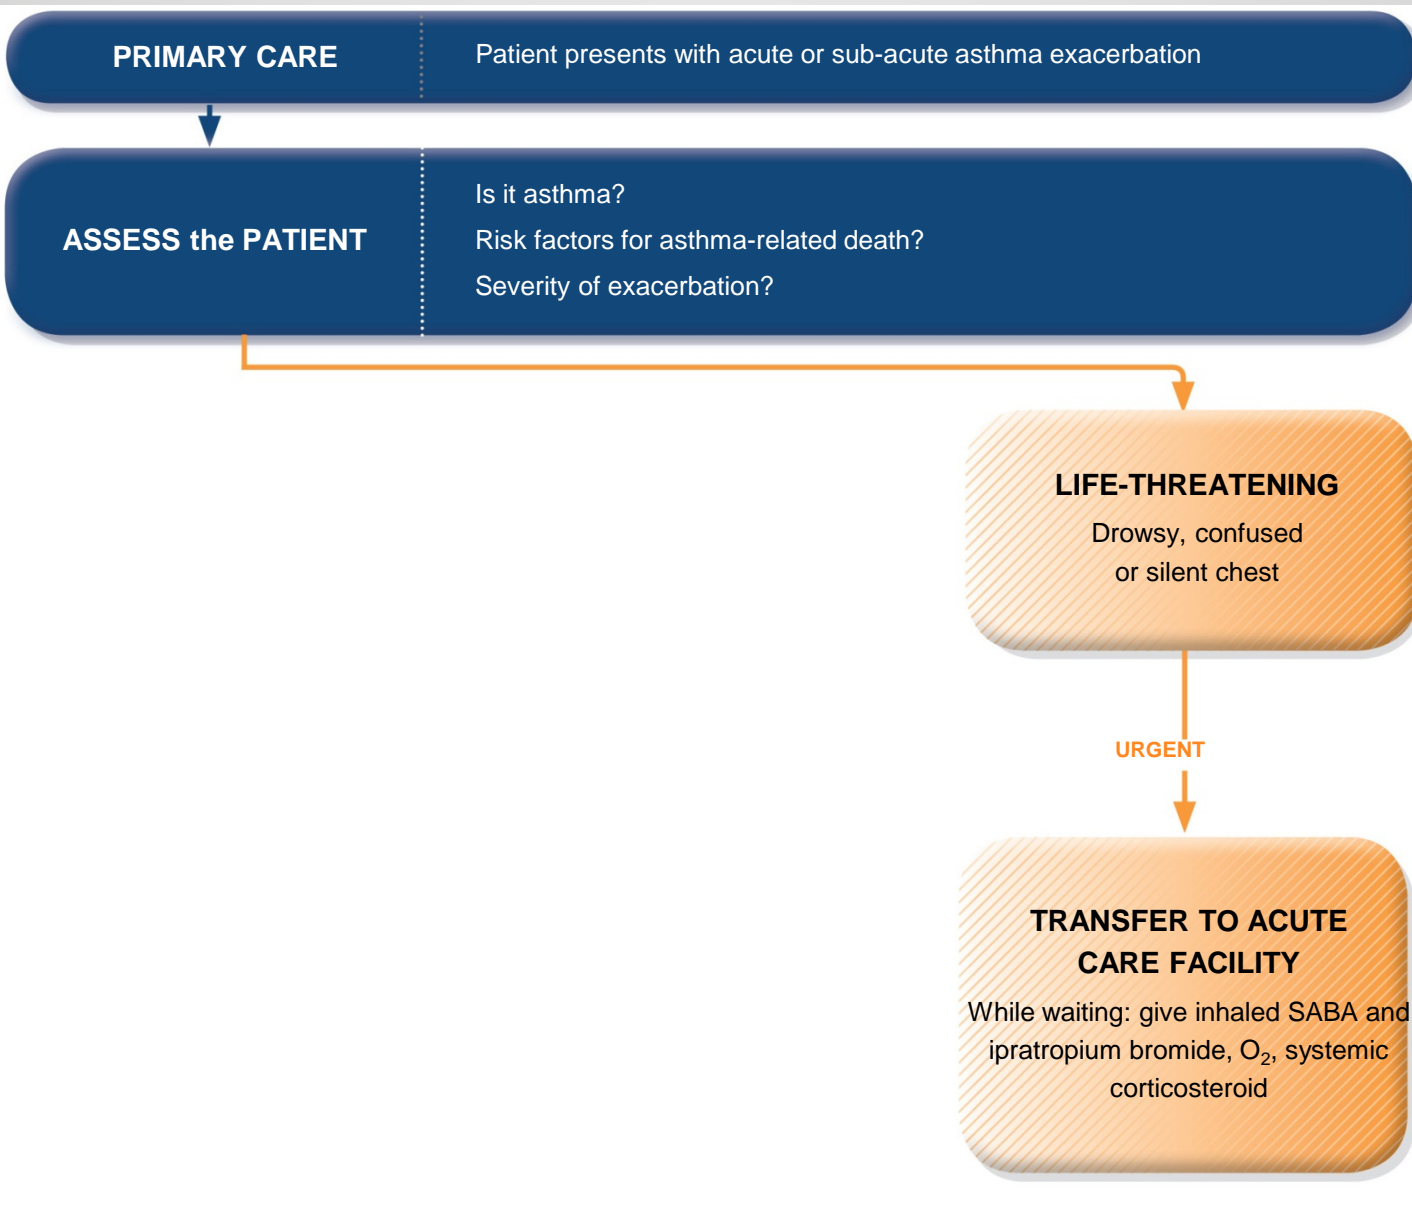 PRIMARY CARE
Patient presents with acute or sub-acute asthma exacerbation
ASSESS the PATIENT
Is it asthma?
Risk factors for asthma-related death?
Severity of exacerbation?
LIFE-THREATENING
Drowsy, confused
or silent chest
URGENT
TRANSFER TO ACUTE
CARE FACILITY
While waiting: give inhaled SABA and
ipratropium bromide, O₂, systemic
corticosteroid